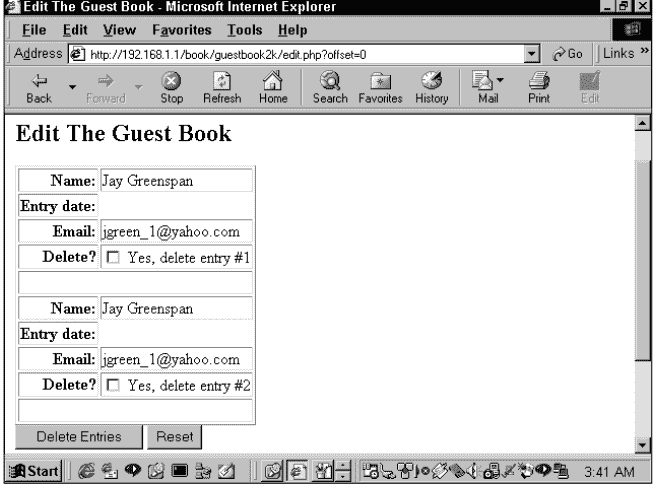 Edit The Guest Book - Microsoft Internet Explorer
File Edit View Favorites Tools Help
Address http://192.168.1.1/book/guestbook2k/edit.php?offset=0 Go Links »
Back Forward Stop Refresh Home Search Favorites History Mail Print Edit
Edit The Guest Book
Name: Jay Greenspan
Entry date:
Email: jgreen_1@yahoo.com
Delete? Yes, delete entry #1
Name: Jay Greenspan
Entry date:
Email: jgreen_1@yahoo.com
Delete? Yes, delete entry #2
Delete Entries Reset
Start 3:41 AM